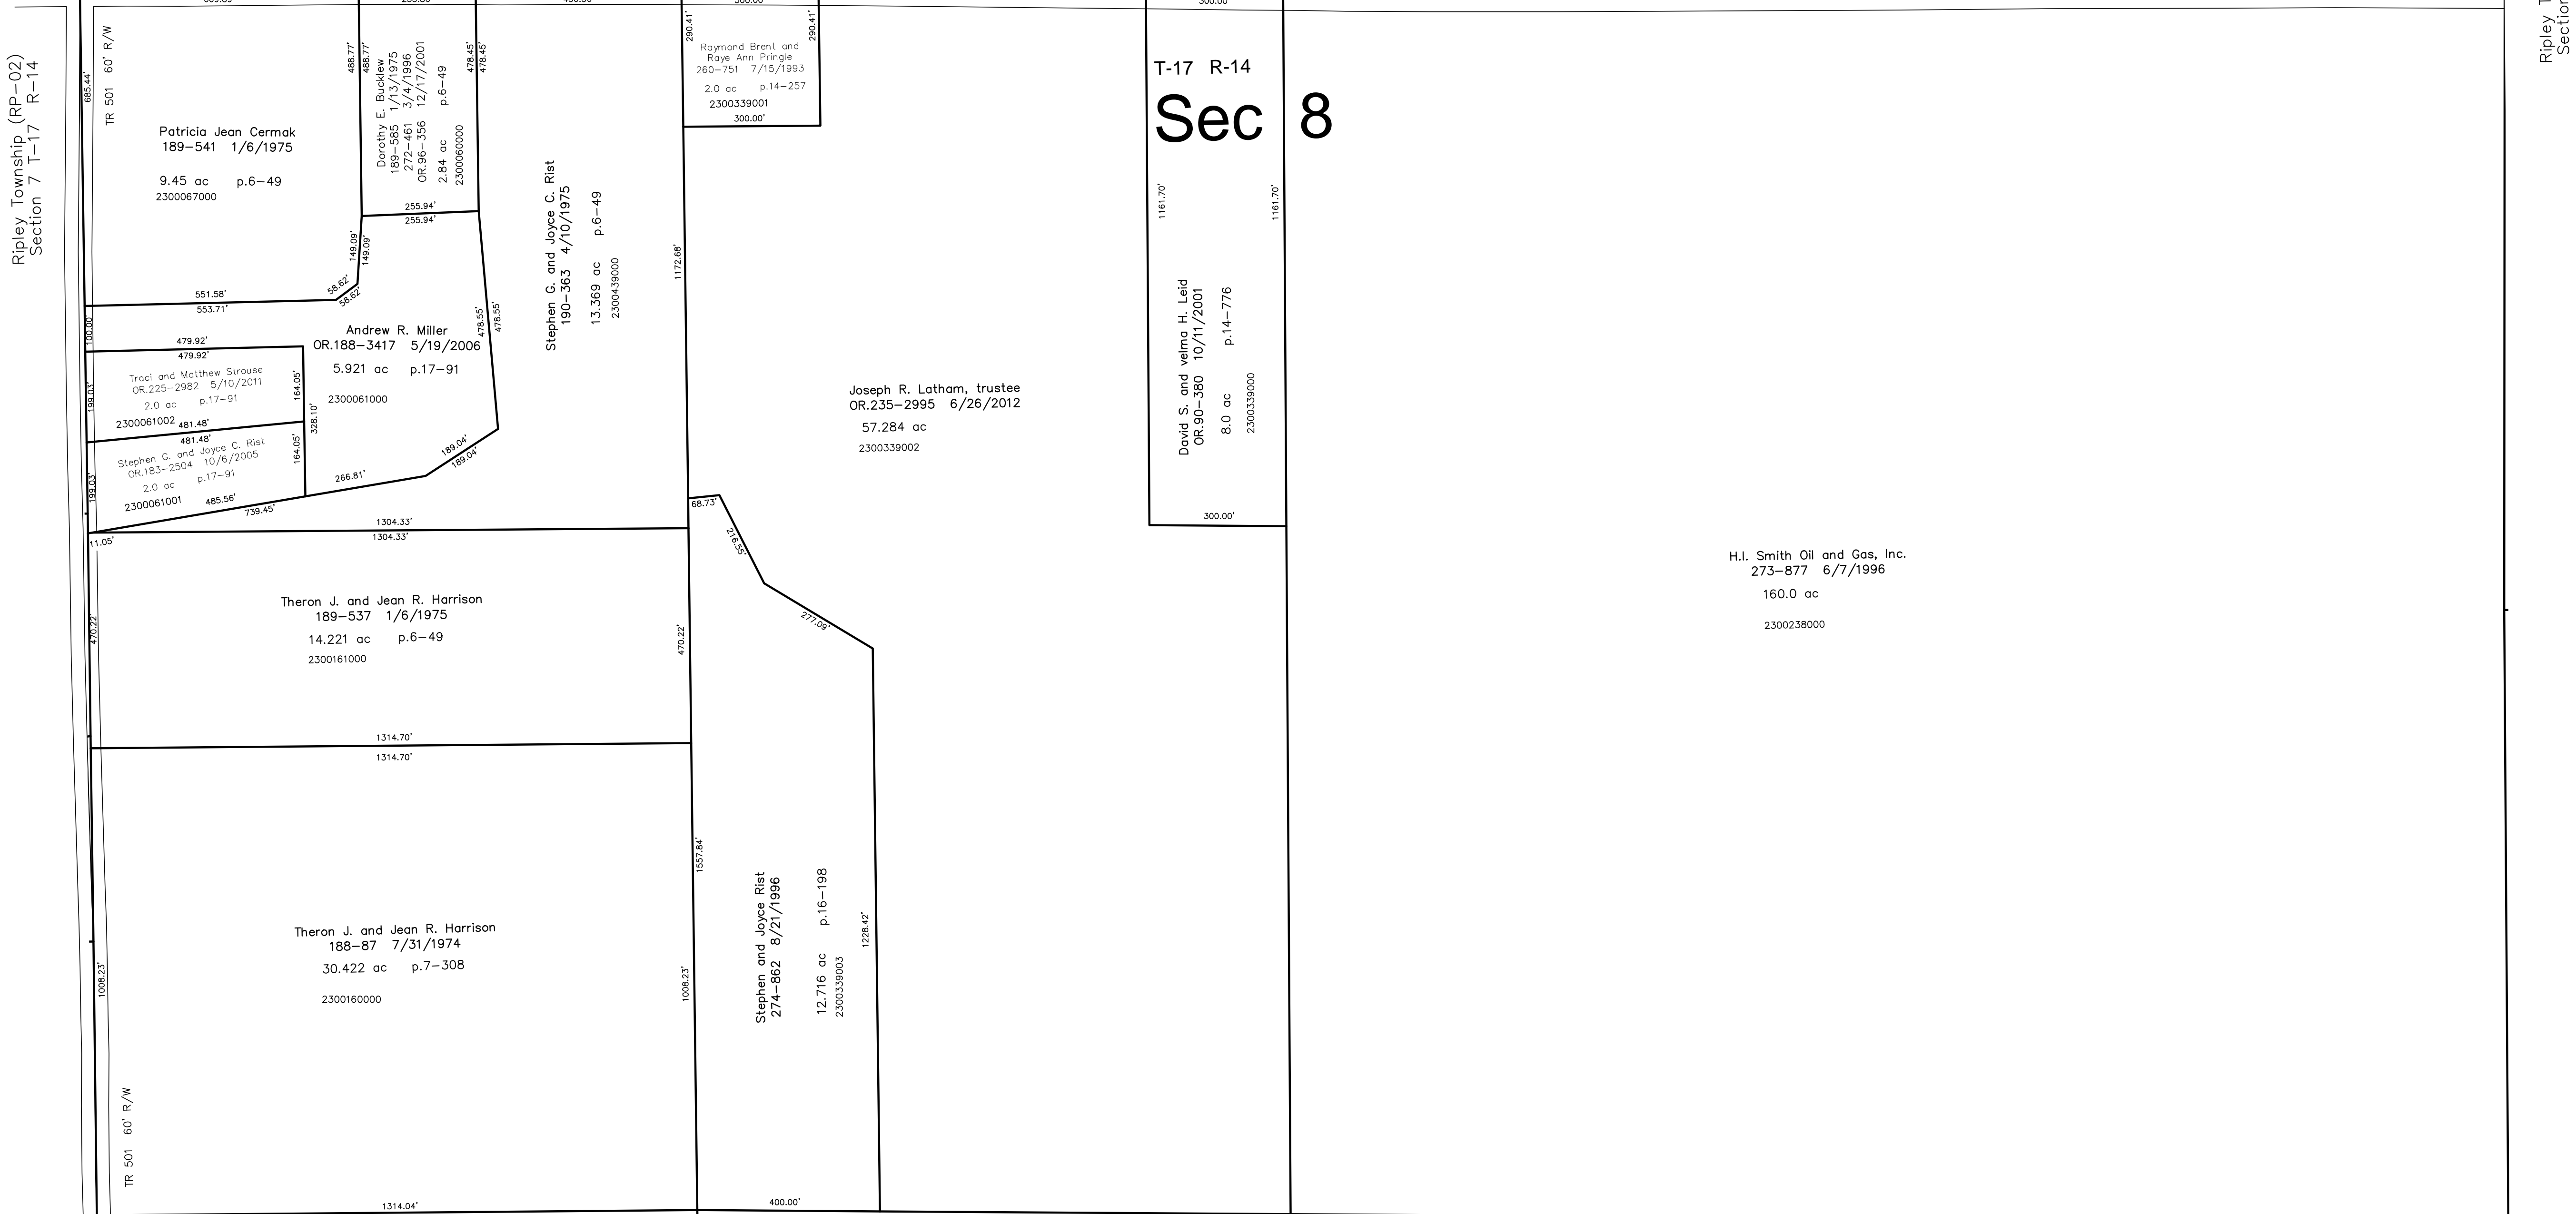 Ripley Township (RP-02)
Section 7 T-17 R-14
685.44'
TR 501 60' R/W
Patricia Jean Cermak
189-541 1/6/1975
9.45 ac p.6-49
2300067000
488.77'
488.77'
Dorothy E. Bucklew
189-585 1/13/1975
272-461 3/4/1996
OR.96-356 12/17/2001
2.84 ac p.6-49
2300060000
478.45'
478.45'
255.94'
255.94'
149.09'
149.09'
58.62'
58.62'
551.58'
553.71'
100.00'
Andrew R. Miller
OR.188-3417 5/19/2006
5.921 ac p.17-91
2300061000
478.55'
478.55'
479.92'
479.92'
Traci and Matthew Strouse
OR.225-2982 5/10/2011
2.0 ac p.17-91
2300061002
199.03'
164.05'
328.10'
481.48'
481.48'
Stephen G. and Joyce C. Rist
OR.183-2504 10/6/2005
2.0 ac p.17-91
2300061001
199.03'
164.05'
485.56'
739.45'
266.81'
189.04'
189.04'
Stephen G. and Joyce C. Rist
190-363 4/10/1975
13.369 ac p.6-49
2300439000
1172.68'
290.41'
290.41'
Raymond Brent and
Raye Ann Pringle
260-751 7/15/1993
2.0 ac p.14-257
2300339001
300.00'
T-17 R-14
Sec 8
300.00'
1161.70'
1161.70'
David S. and velma H. Leid
OR.90-380 10/11/2001
8.0 ac p.14-776
2300339000
300.00'
Joseph R. Latham, trustee
OR.235-2995 6/26/2012
57.284 ac
2300339002
H.I. Smith Oil and Gas, Inc.
273-877 6/7/1996
160.0 ac
2300238000
11.05'
1304.33'
1304.33'
Theron J. and Jean R. Harrison
189-537 1/6/1975
14.221 ac p.6-49
2300161000
470.22'
470.22'
1314.70'
1314.70'
68.73'
216.55'
277.09'
1557.84'
1228.42'
Stephen and Joyce Rist
274-862 8/21/1996
12.716 ac p.16-198
2300339003
Theron J. and Jean R. Harrison
188-87 7/31/1974
30.422 ac p.7-308
2300160000
1008.23'
1008.23'
TR 501 60' R/W
1314.04'
400.00'
Ripley T
Section